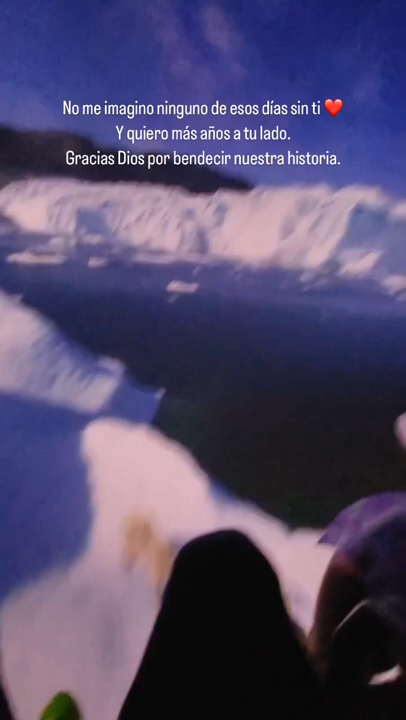 No me imagino ninguno de esos días sin ti ❤️
Y quiero más años a tu lado.
Gracias Dios por bendecir nuestra historia.